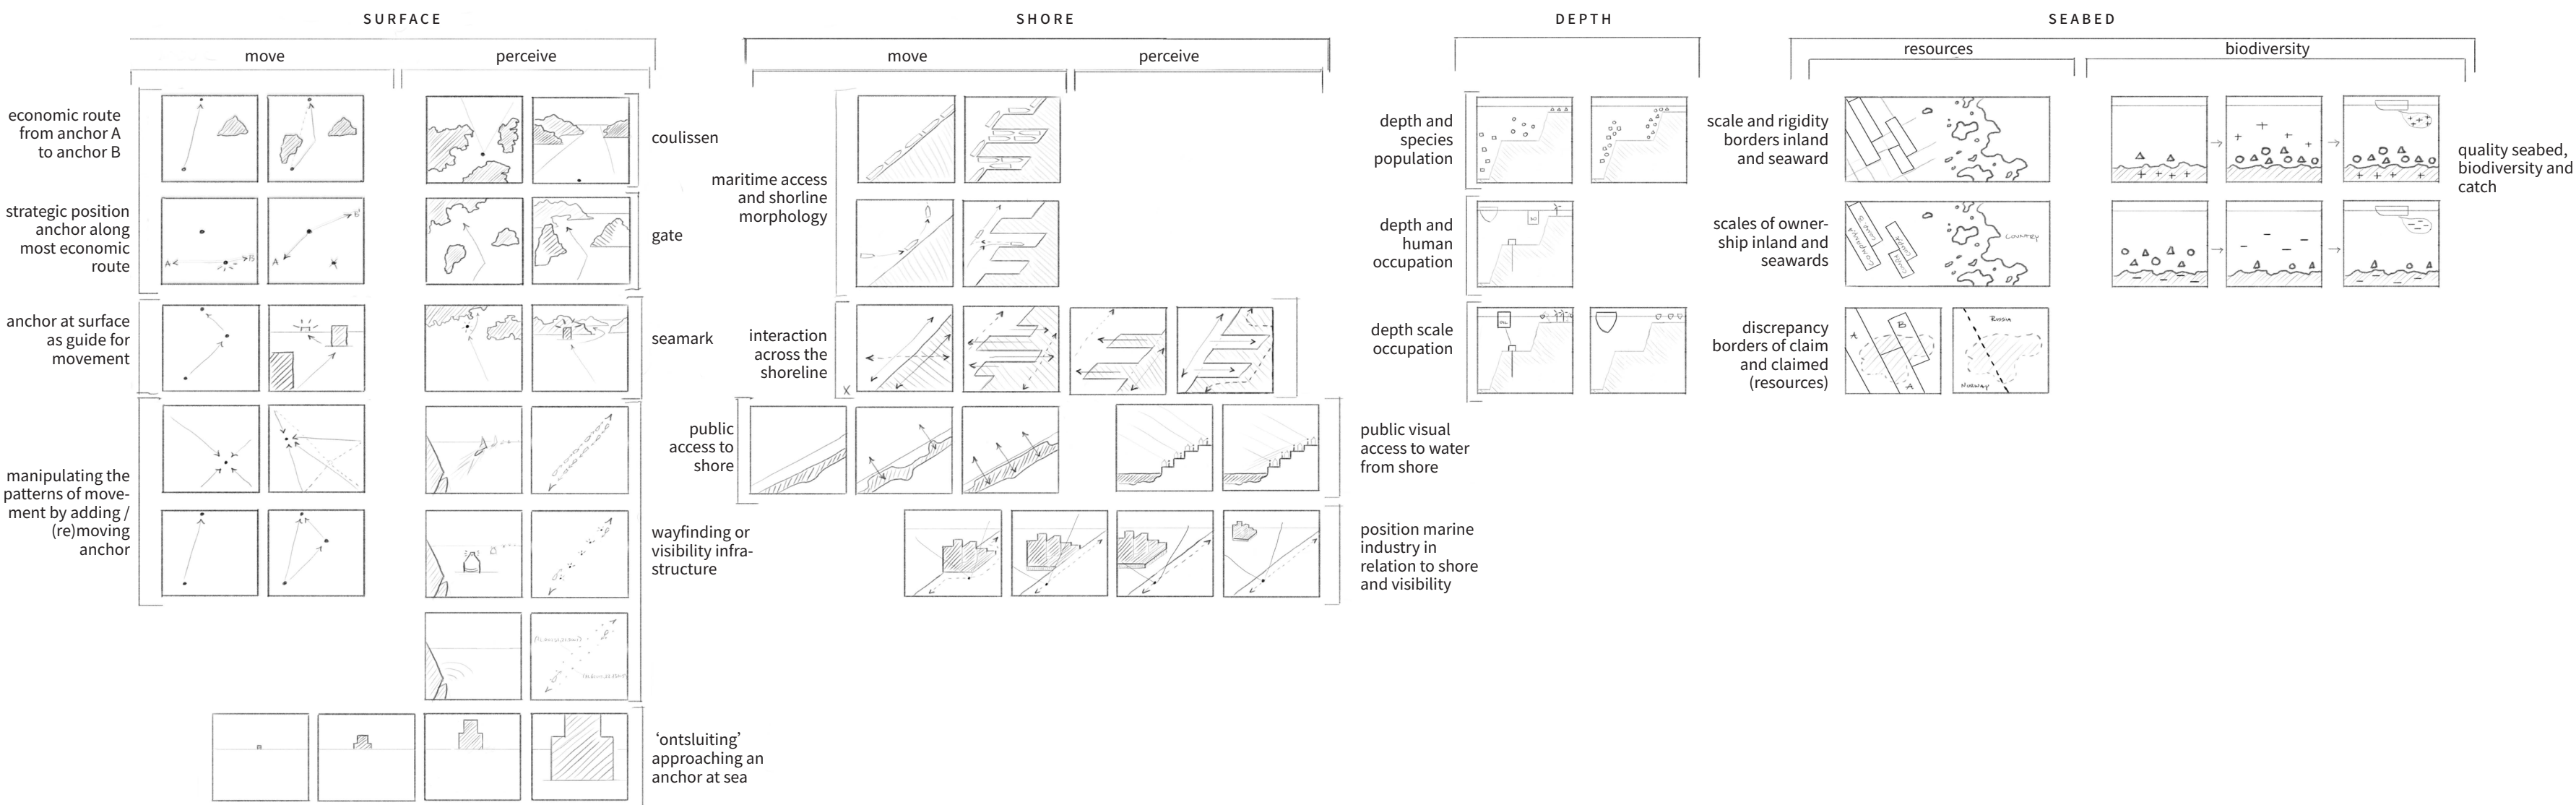 SURFACE
move
perceive
economic route
from anchor A
to anchor B
strategic position
anchor along
most economic
route
A
B
A
B
anchor at surface
as guide for
movement
manipulating the
patterns of move-
ment by adding /
(re)moving
anchor
coulissen
gate
seamark
wayfinding or
visibility infra-
structure
‘ontsluiting’
approaching an
anchor at sea
SHORE
move
perceive
maritime access
and shorline
morphology
interaction
across the
shoreline
X
public
access to
shore
public visual
access to water
from shore
position marine
industry in
relation to shore
and visibility
DEPTH
depth and
species
population
depth and
human
occupation
depth scale
occupation
SEABED
resources
biodiversity
scale and rigidity
borders inland
and seaward
scales of owner-
ship inland and
seawards
COUNTRY
discrepancy
borders of claim
and claimed
(resources)
A
B
A
RUSSIA
NORWAY
quality seabed,
biodiversity and
catch